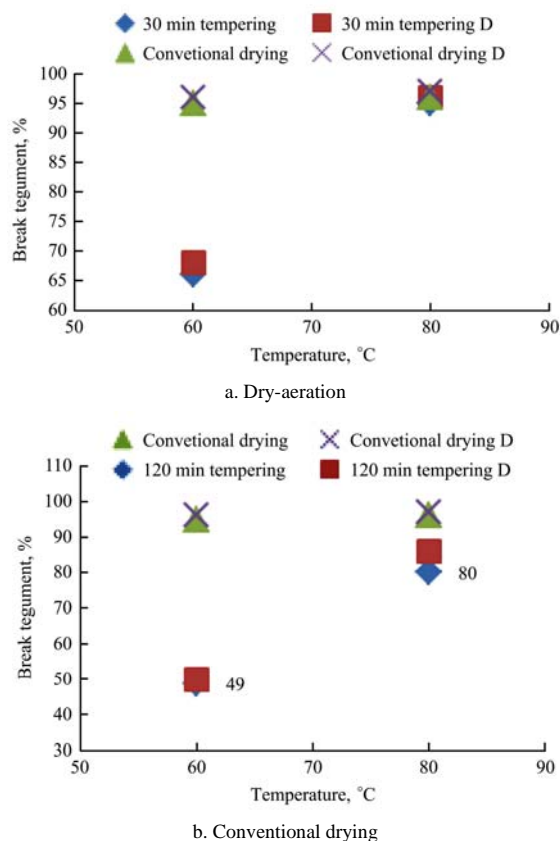 30 min tempering 30 min tempering D
Convetional drying Convetional drying D
100
95
90
85
80
75
70
65
60
50 60 70 80 90
Break tegument, %
Temperature, °C
a. Dry-aeration
Convetional drying Convetional drying D
120 min tempering 120 min tempering D
110
100
90
80
70
60
50
40
30
80
49
50 60 70 80 90
Break tegument, %
Temperature, °C
b. Conventional drying